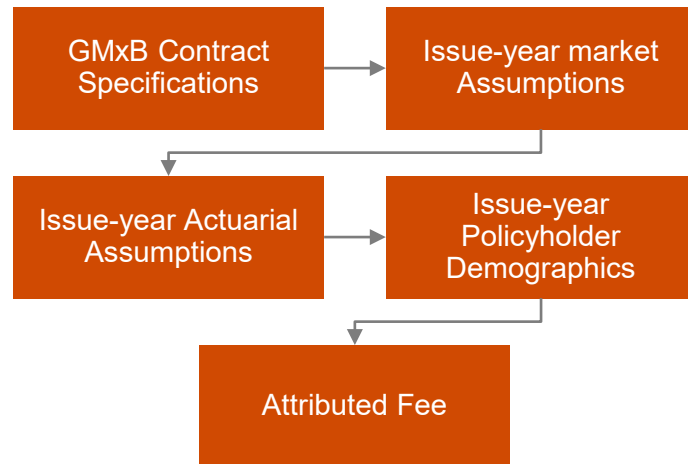 GMxB Contract
Specifications
Issue-year market
Assumptions
Issue-year Actuarial
Assumptions
Issue-year
Policyholder
Demographics
Attributed Fee